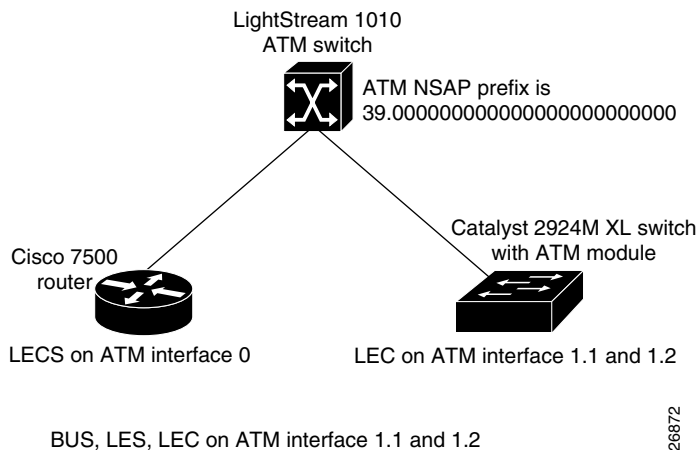 LightStream 1010
ATM switch
ATM NSAP prefix is
39.000000000000000000000000
Cisco 7500
router
Catalyst 2924M XL switch
with ATM module
LECS on ATM interface 0
LEC on ATM interface 1.1 and 1.2
BUS, LES, LEC on ATM interface 1.1 and 1.2
26872